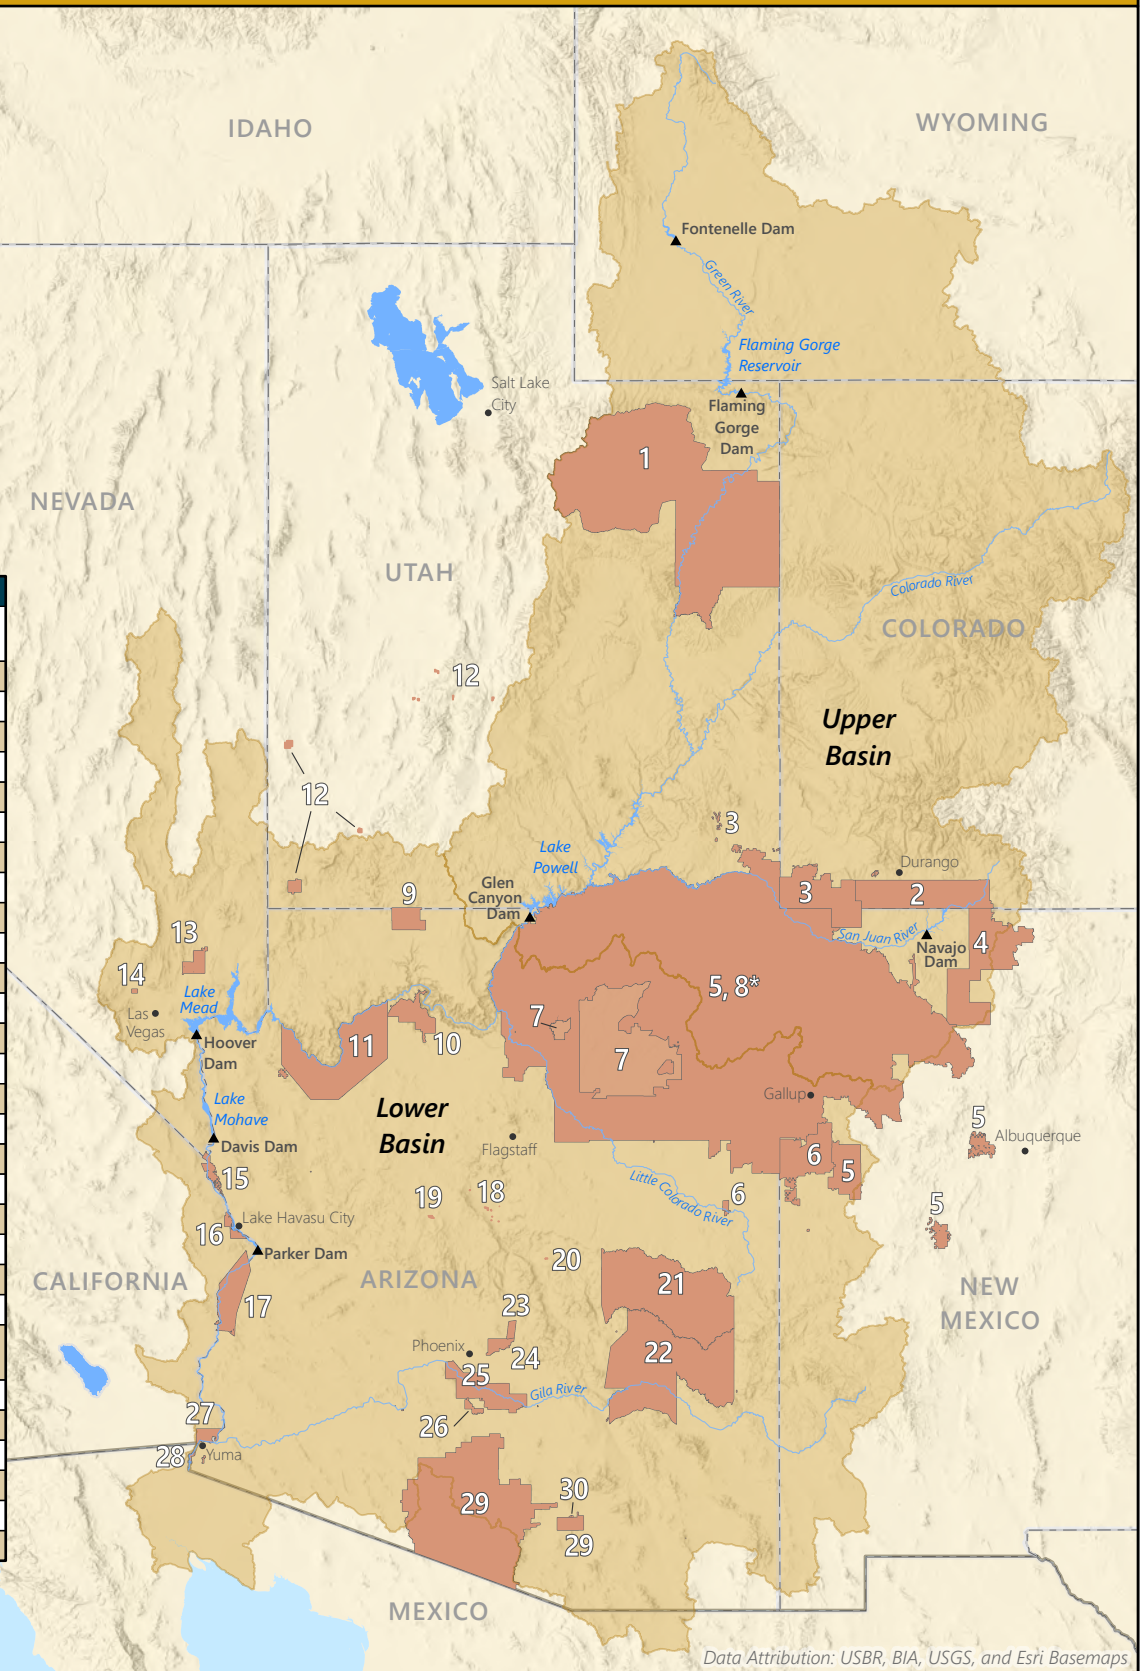 IDAHO
WYOMING
Fontenelle Dam
Green River
Flaming Gorge
Reservoir
Salt Lake
City
Flaming
Gorge
Dam
1
NEVADA
UTAH
Colorado River
COLORADO
12
Upper
Basin
12
3
Lake
Powell
Durango
Glen
Canyon
Dam
9
3
2
13
San Juan River
Navajo
Dam
4
14
Lake
Mead
5, 8*
Las
Vegas
7
Hoover
Dam
11
10
7
Lake
Mohave
Lower
Basin
Gallup
5
Albuquerque
Davis Dam
Flagstaff
6
5
15
Little Colorado River
19
18
6
5
16
Lake Havasu City
Parker Dam
20
CALIFORNIA
ARIZONA
21
NEW
MEXICO
17
23
Phoenix
24
22
25
Gila River
27
26
28
Yuma
30
29
29
MEXICO
Data Attribution: USBR, BIA, USGS, and Esri Basemaps